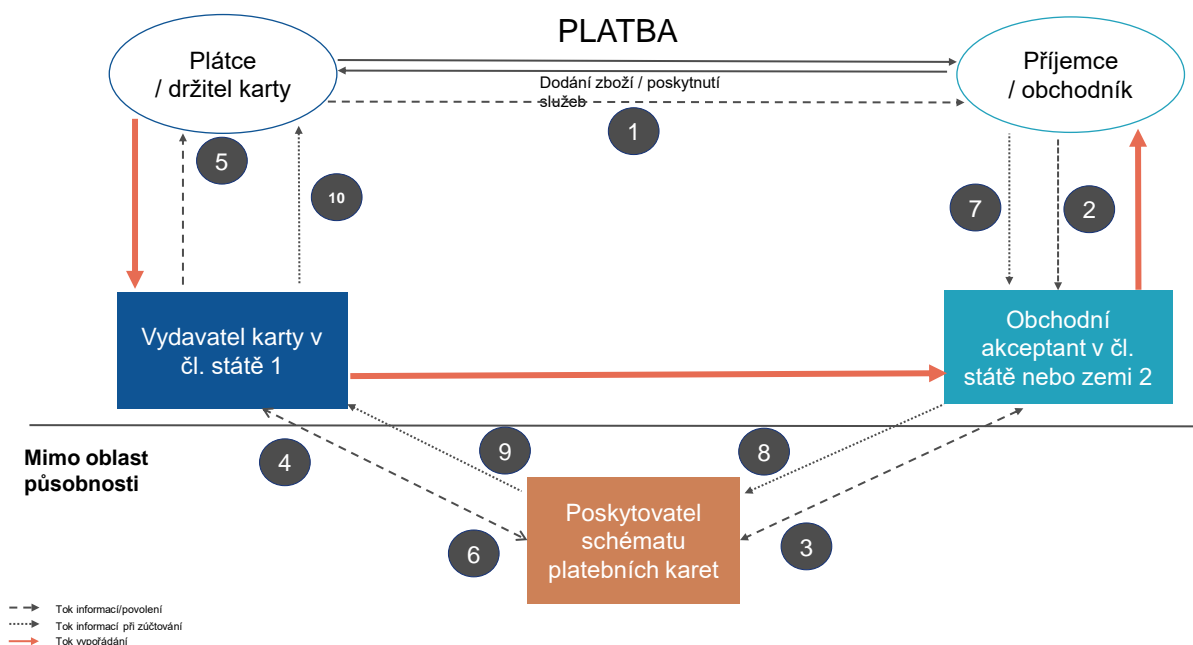 PLATBA
Plátce
/ držitel karty
Příjemce
/ obchodník
Dodání zboží / poskytnutí
služeb
1
5
10
7
2
Vydavatel karty v
čl. státě 1
Obchodní
akceptant v čl.
státě nebo zemi 2
Mimo oblast
působnosti
4
9
8
6
3
Poskytovatel
schématu
platebních karet
Tok informací/povolení
Tok informací při zúčtování
Tok vypořádání